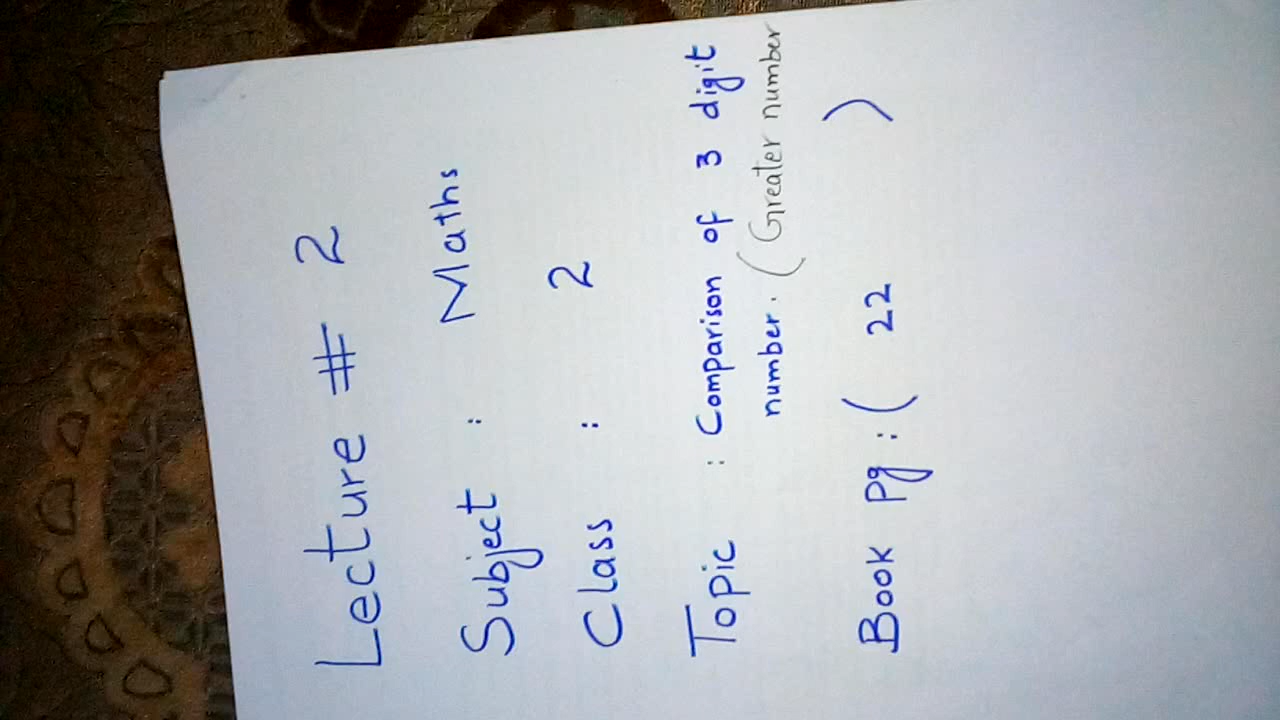 Lecture # 2
Subject : Maths
Class : 2
Topic : Comparison of 3 digit
number. (Greater number
Book Pg : ( 22 )